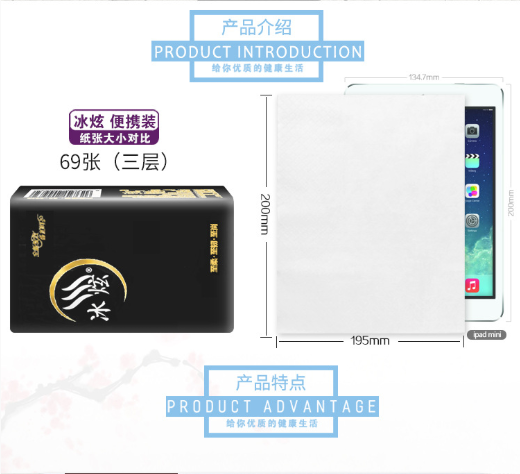 产品介绍
PRODUCT INTRODUCTION
给你优质的健康生活
134.7mm
冰炫 便携装
纸张大小对比
69张（三层）
200mm
200mm
冰炫®
195mm
ipad mini
产品特点
PRODUCT ADVANTAGE
给你优质的健康生活